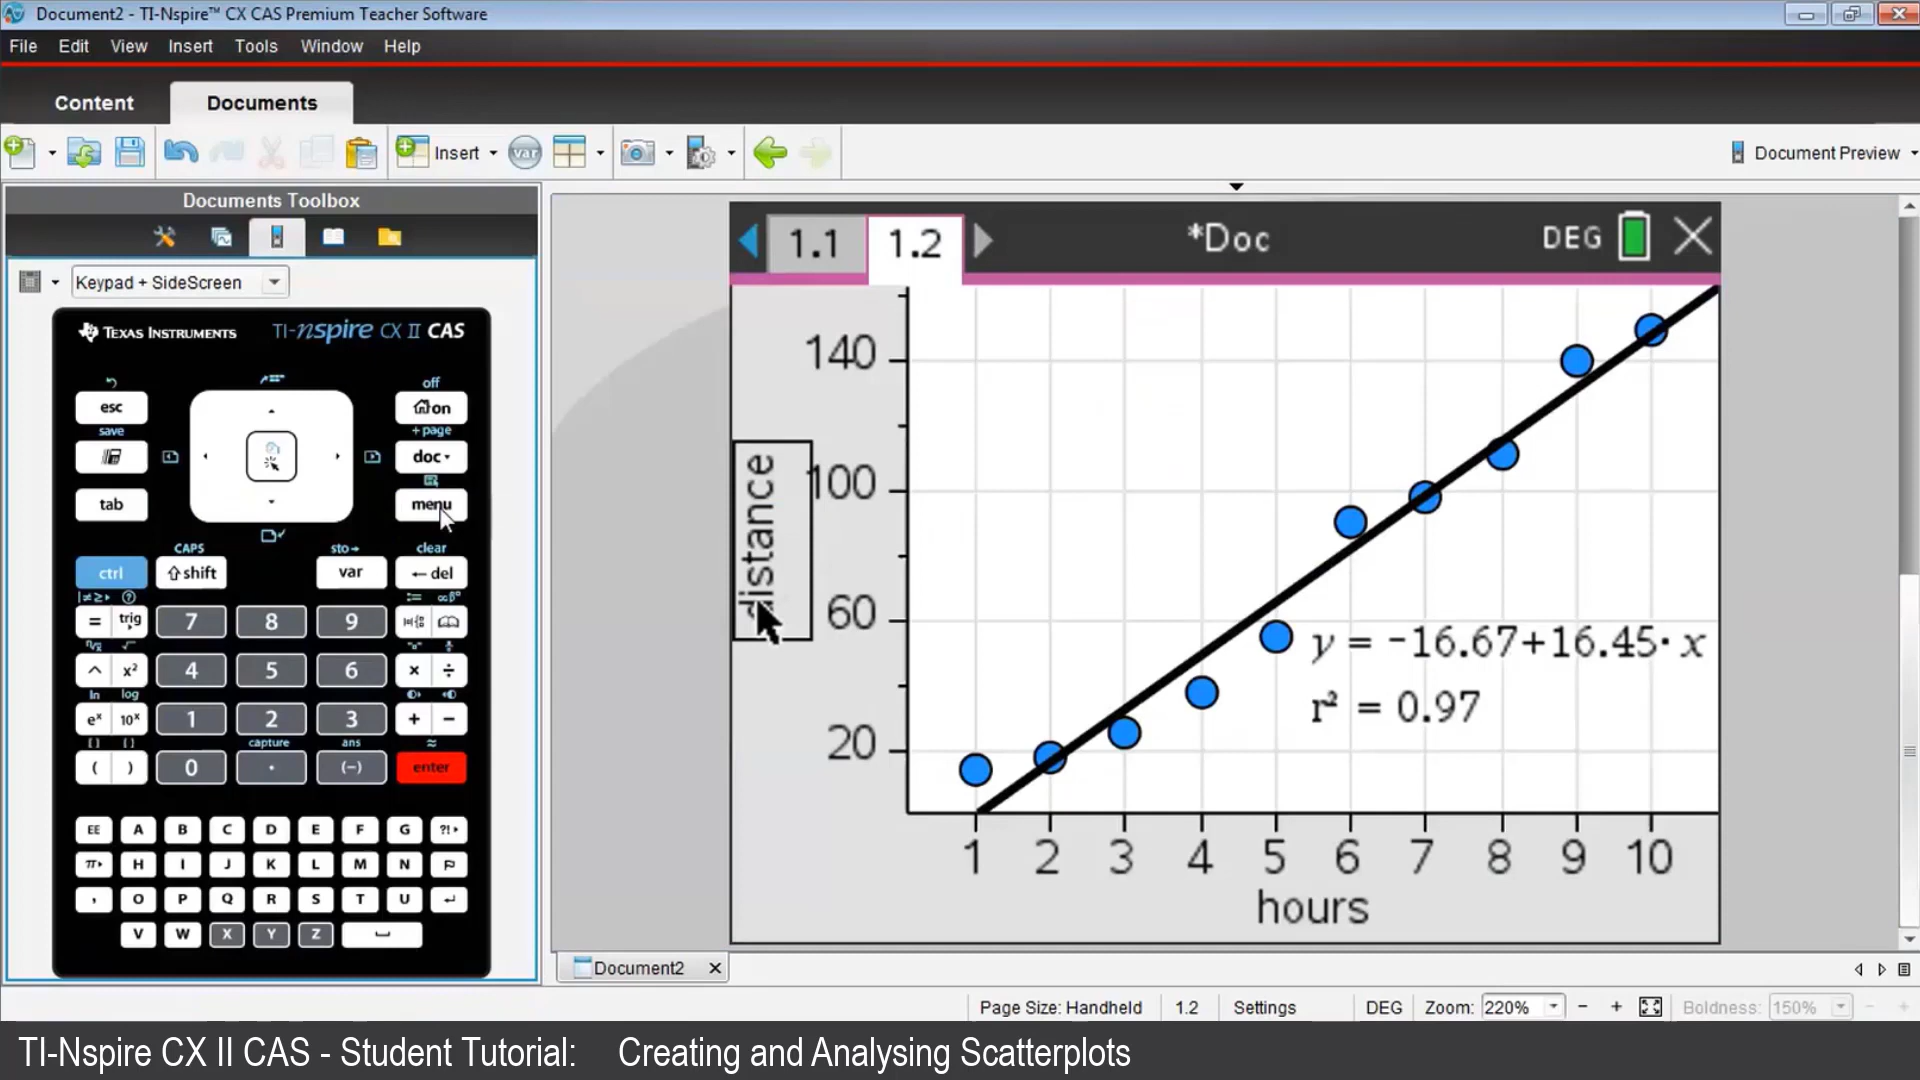 Document2 - TI-Nspire™ CX CAS Premium Teacher Software
File Edit View Insert Tools Window Help
Content Documents
Insert var Document Preview
Documents Toolbox
Keypad + SideScreen
TEXAS INSTRUMENTS TI-nspire CX II CAS
off
esc on
save + page
doc
tab menu
CAPS sto→ clear
ctrl shift var ← del
= trig 7 8 9
^ x² 4 5 6 × ÷
ln log
eˣ 10ˣ 1 2 3 + −
[ ] { } capture ans ≈
( ) 0 . (−) enter
EE A B C D E F G ?!
π H I J K L M N
, O P Q R S T U
V W X Y Z
1.1 1.2 *Doc DEG
140
100
60
20
distance
y = -16.67+16.45· x
r² = 0.97
1 2 3 4 5 6 7 8 9 10
hours
Document2
Page Size: Handheld 1.2 Settings DEG Zoom: 220% − + Boldness: 150% − +
TI-Nspire CX II CAS - Student Tutorial: Creating and Analysing Scatterplots